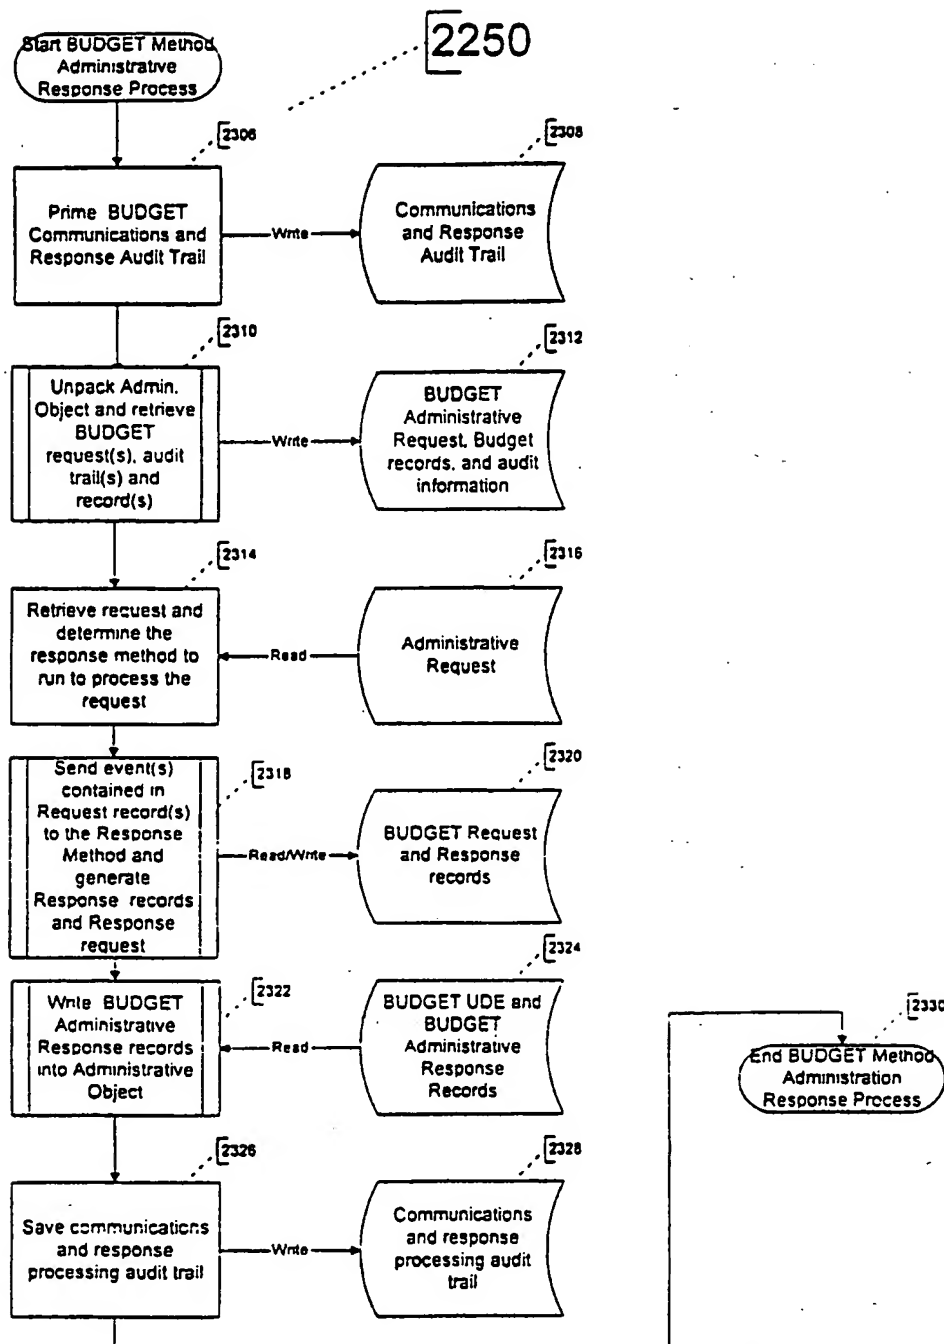 2250
Start BUDGET Method
Administrative
Response Process
2306
2308
Prime BUDGET
Communications and
Response Audit Trail
Write
Communications
and Response
Audit Trail
2310
2312
Unpack Admin.
Object and retrieve
BUDGET
request(s), audit
trail(s) and
record(s)
Write
BUDGET
Administrative
Request, Budget
records, and audit
information
2314
2316
Retrieve request and
determine the
response method to
run to process the
request
Read
Administrative
Request
2318
2320
Send event(s)
contained in
Request record(s)
to the Response
Method and
generate
Response records
and Response
request
Read/Write
BUDGET Request
and Response
records
2322
2324
Write BUDGET
Administrative
Response records
into Administrative
Object
Read
BUDGET UDE and
BUDGET
Administrative
Response
Records
2330
End BUDGET Method
Administration
Response Process
2326
2328
Save communications
and response
processing audit trail
Write
Communications
and response
processing audit
trail